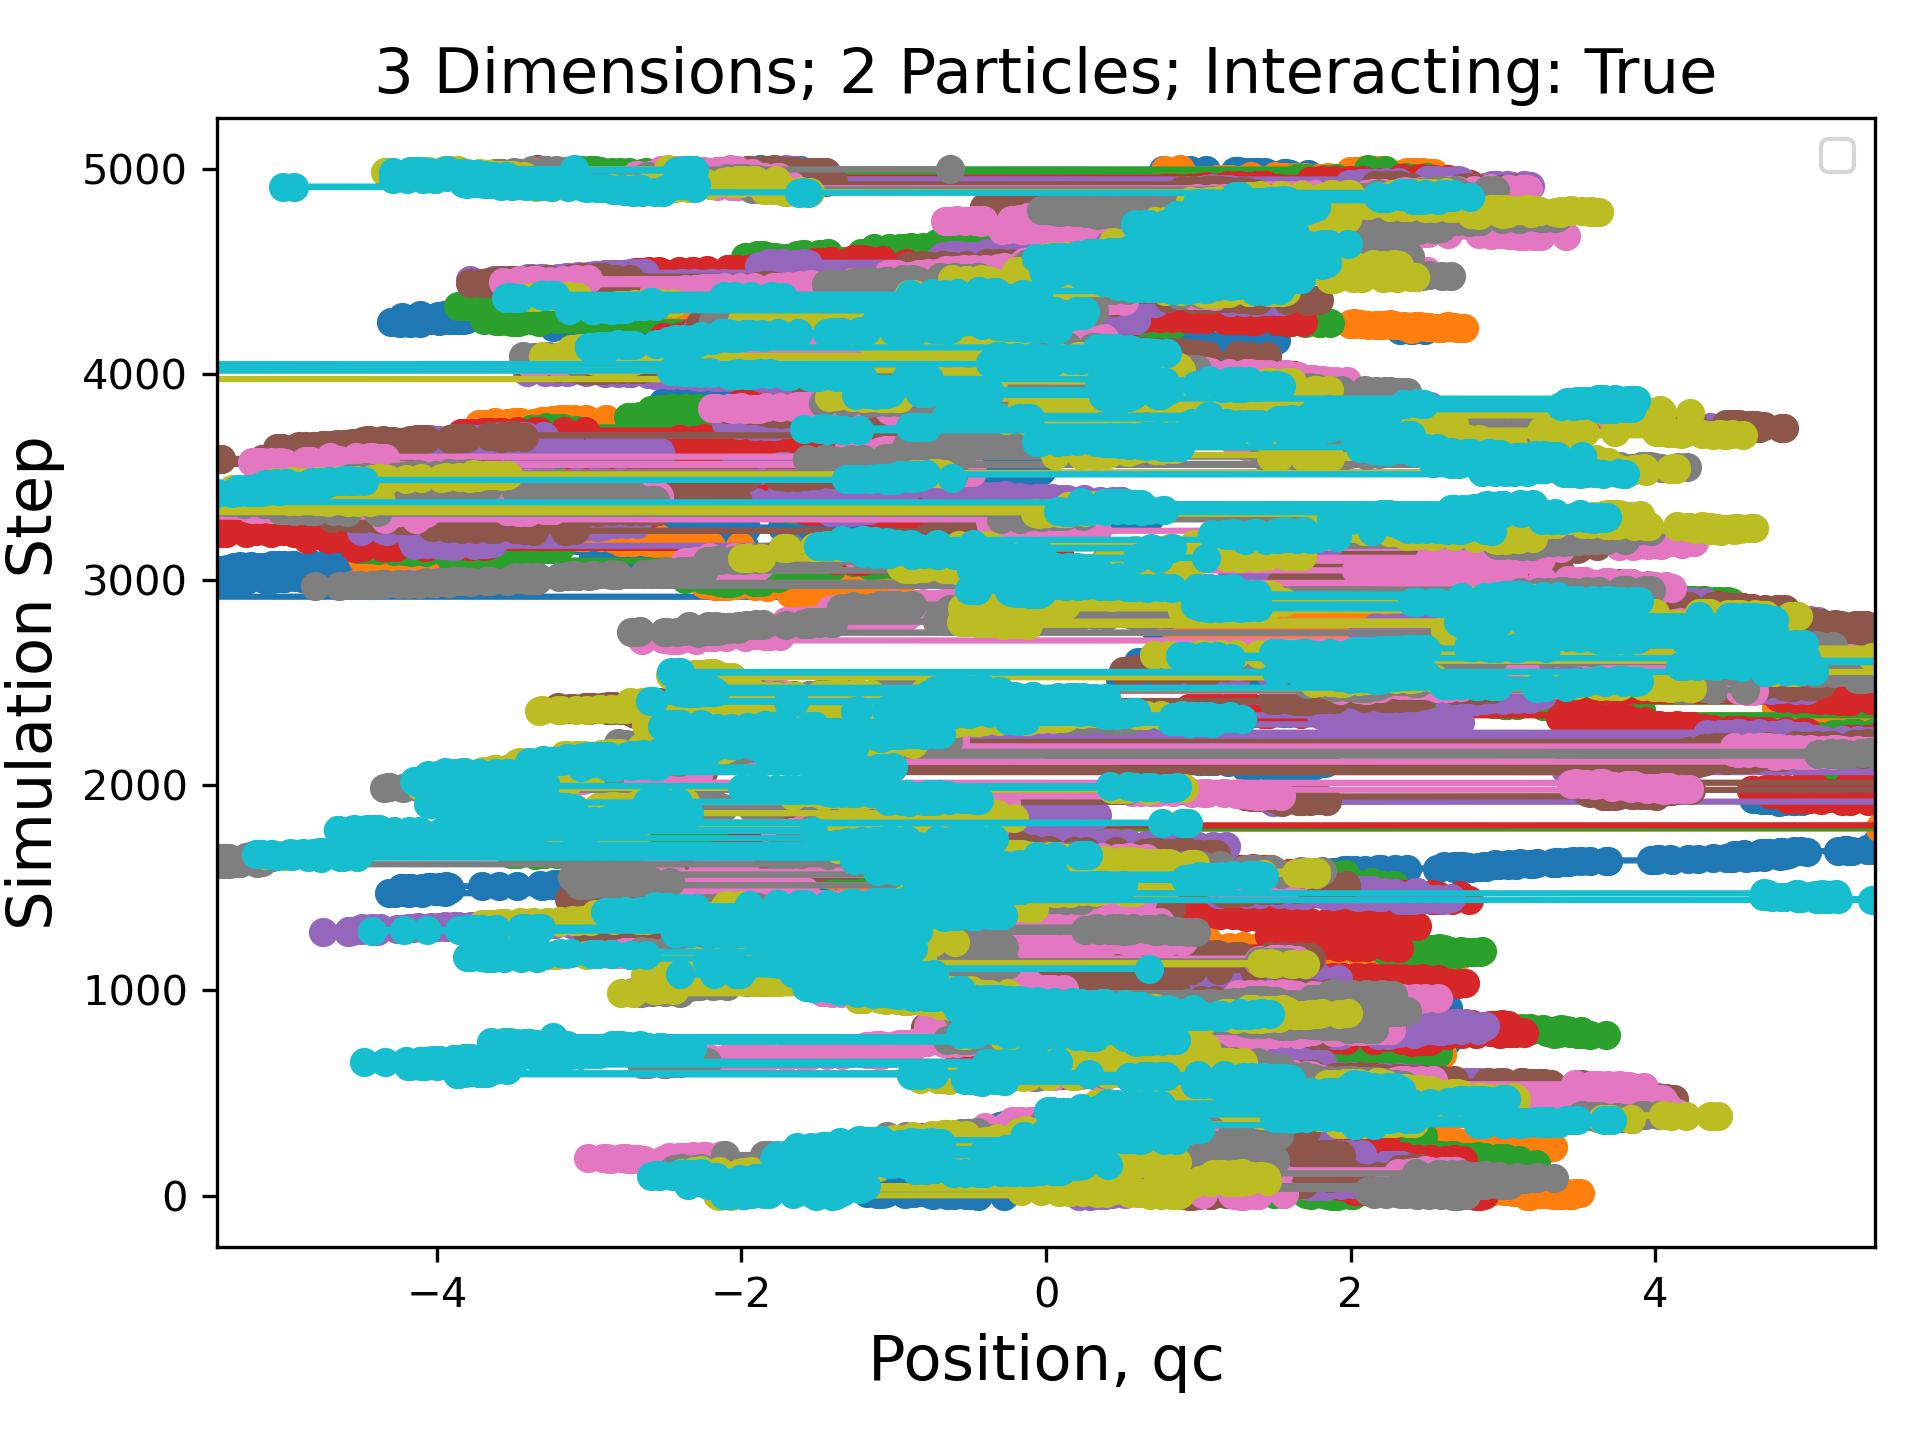 3 Dimensions; 2 Particles; Interacting: True
5000
4000
3000
2000
1000
0
Simulation Step
−4 −2 0 2 4
Position, qc